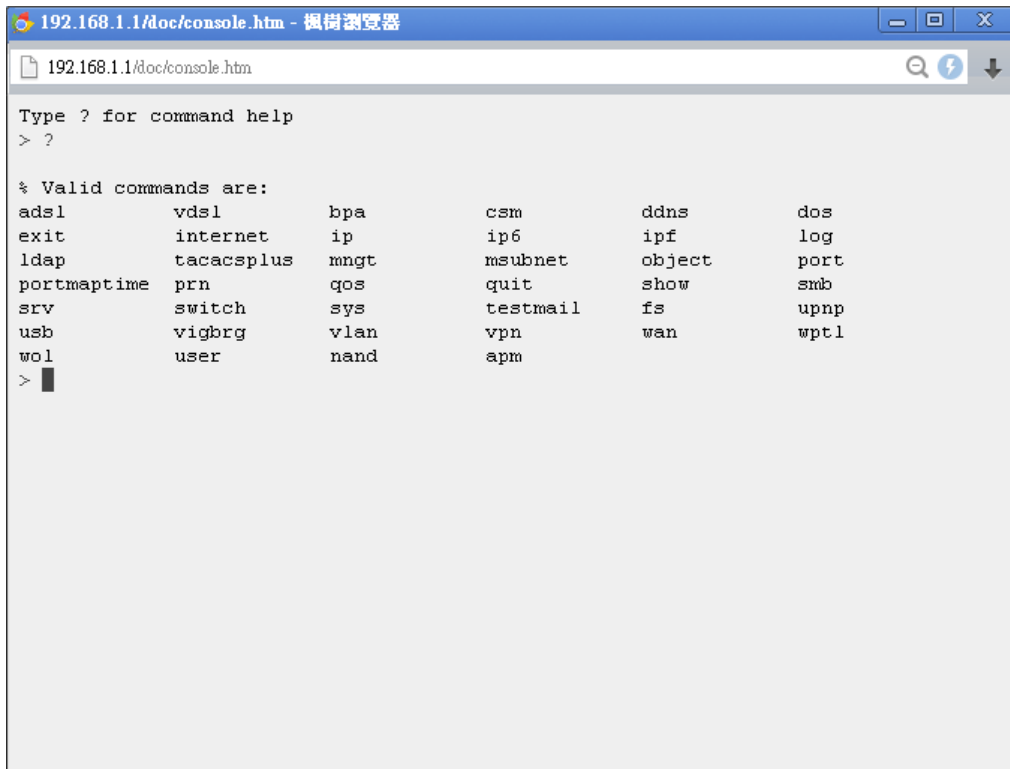 192.168.1.1/doc/console.htm - 楓樹瀏覽器
192.168.1.1/doc/console.htm
Type ? for command help
> ?
% Valid commands are:
adsl vdsl bpa csm ddns dos
exit internet ip ip6 ipf log
ldap tacacsplus mngt msubnet object port
portmaptime prn qos quit show smb
srv switch sys testmail fs upnp
usb vigbrg vlan vpn wan wptl
wol user nand apm
>